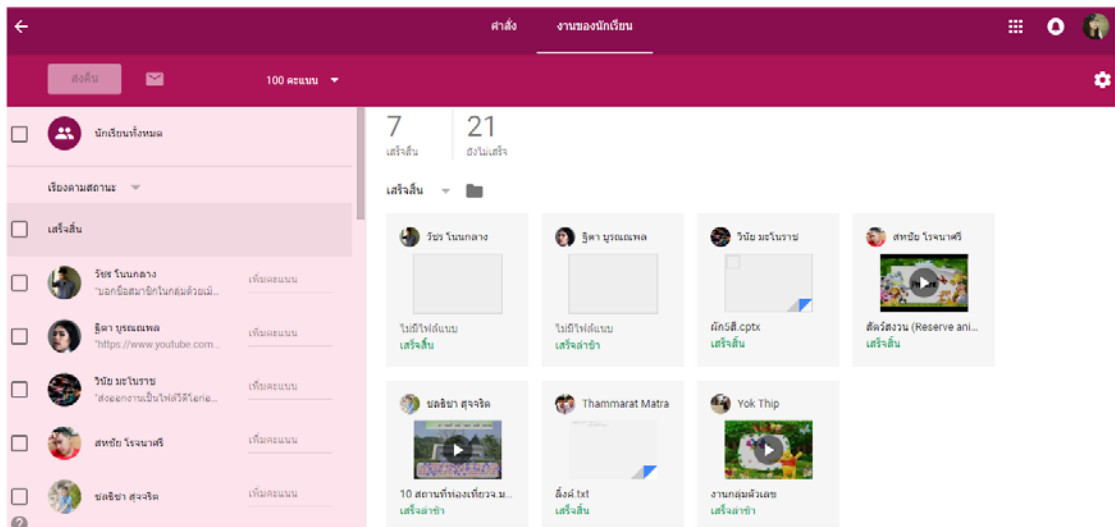 คำสั่ง งานของนักเรียน
ส่งคืน 100 คะแนน
นักเรียนทั้งหมด
เรียงตามสถานะ
เสร็จสิ้น
วัชร โนนกลาง เพิ่มคะแนน
"บอกชื่อสมาชิกในกลุ่มด้วยเมื...
ฐิตา บูรณณพล เพิ่มคะแนน
"https://www.youtube.com...
วินัย มะโนราช เพิ่มคะแนน
"ส่งออกงานเป็นไฟล์วีดีโอก่อ...
สหชัย โรจนาศรี เพิ่มคะแนน
ชลธิชา สุจจริต เพิ่มคะแนน
7 21
เสร็จสิ้น ยังไม่เสร็จ
เสร็จสิ้น
วัชร โนนกลาง
ไม่มีไฟล์แนบ
เสร็จสิ้น
ฐิตา บูรณณพล
ไม่มีไฟล์แนบ
เสร็จล่าช้า
วินัย มะโนราช
ผัก5สี.cptx
เสร็จสิ้น
สหชัย โรจนาศรี
สัตว์สงวน (Reserve ani...
เสร็จสิ้น
ชลธิชา สุจจริต
10 สถานที่ท่องเที่ยวจ.ม...
เสร็จล่าช้า
Thammarat Matra
ลิ้งค์.txt
เสร็จสิ้น
Yok Thip
งานกลุ่มตัวเลข
เสร็จล่าช้า